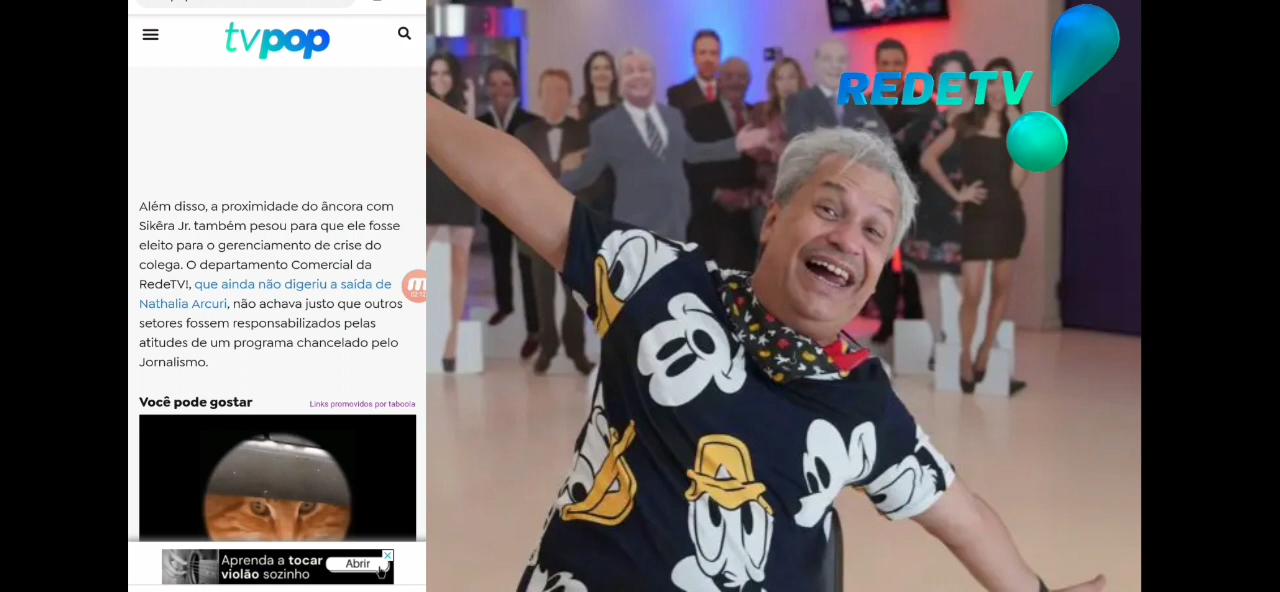 tvpop
Além disso, a proximidade do âncora com
Sikêra Jr. também pesou para que ele fosse
eleito para o gerenciamento de crise do
colega. O departamento Comercial da
RedeTV!, que ainda não digeriu a saída de
Nathalia Arcuri, não achava justo que outros
setores fossem responsabilizados pelas
atitudes de um programa chancelado pelo
Jornalismo.
Você pode gostar
Links promovidos por taboola
Aprenda a tocar
violão sozinho
Abrir
REDETV!